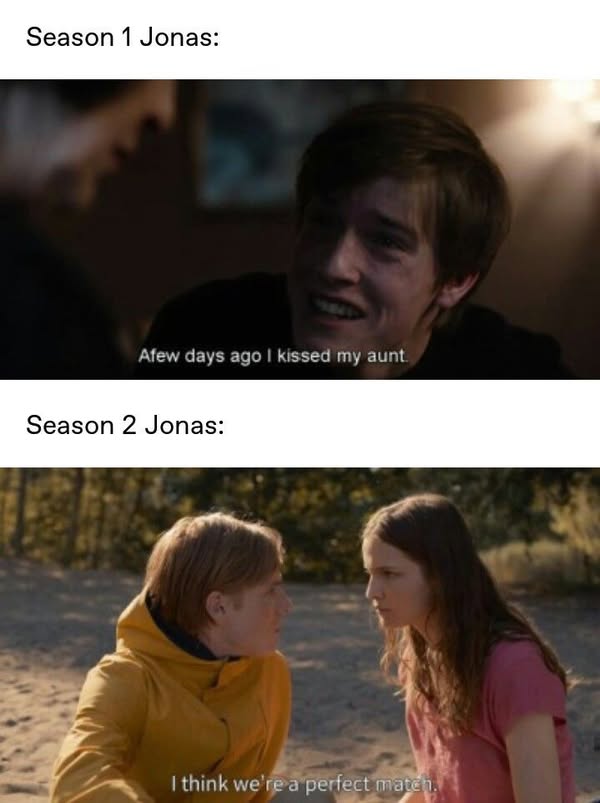 Season 1 Jonas:
Afew days ago I kissed my aunt.
Season 2 Jonas:
I think we're a perfect match.